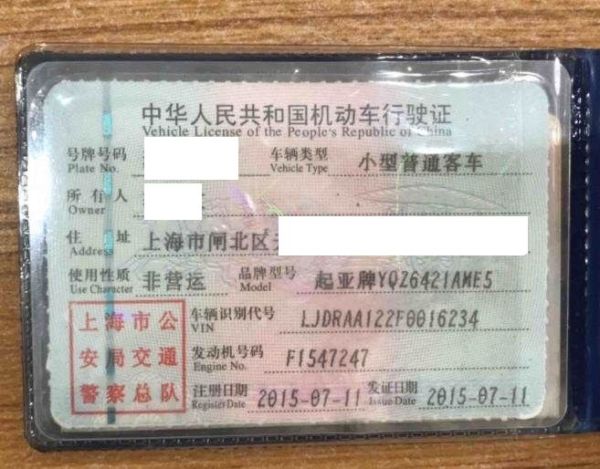 中华人民共和国机动车行驶证
Vehicle License of the People's Republic of China
号牌号码 车辆类型 小型普通客车
Plate No. Vehicle Type
所有人
Owner
住址 上海市闸北区
Address
使用性质 非营运 品牌型号 起亚牌YQZ6421AME5
Use Character Model
上海市公 车辆识别代号 LJDRAA122F0016234
VIN
安局交通 发动机号码 F1547247
Engine No.
警察总队 注册日期 2015-07-11 发证日期 2015-07-11
Register Date Issue Date